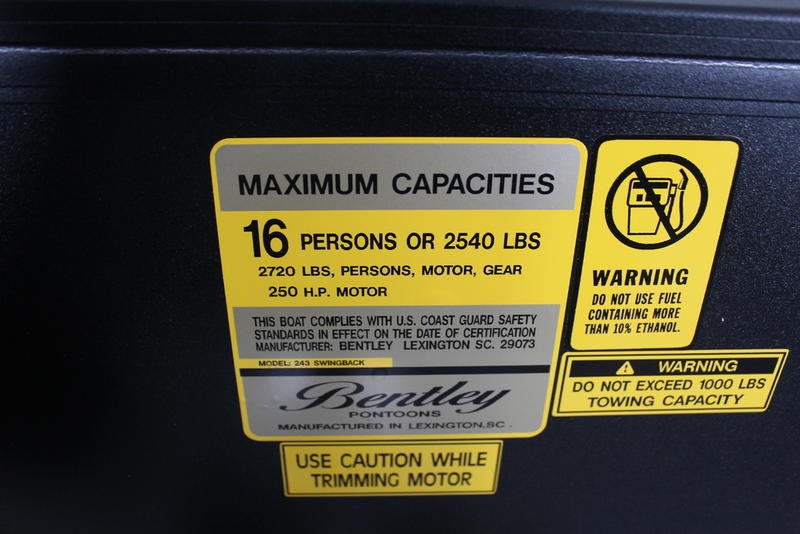 MAXIMUM CAPACITIES
16 PERSONS OR 2540 LBS
2720 LBS, PERSONS, MOTOR, GEAR
250 H.P. MOTOR
THIS BOAT COMPLIES WITH U.S. COAST GUARD SAFETY
STANDARDS IN EFFECT ON THE DATE OF CERTIFICATION
MANUFACTURER: BENTLEY LEXINGTON SC. 29073
MODEL: 243 SWINGBACK
Bentley
PONTOONS
MANUFACTURED IN LEXINGTON,SC.
USE CAUTION WHILE
TRIMMING MOTOR
WARNING
DO NOT USE FUEL
CONTAINING MORE
THAN 10% ETHANOL.
WARNING
DO NOT EXCEED 1000 LBS
TOWING CAPACITY